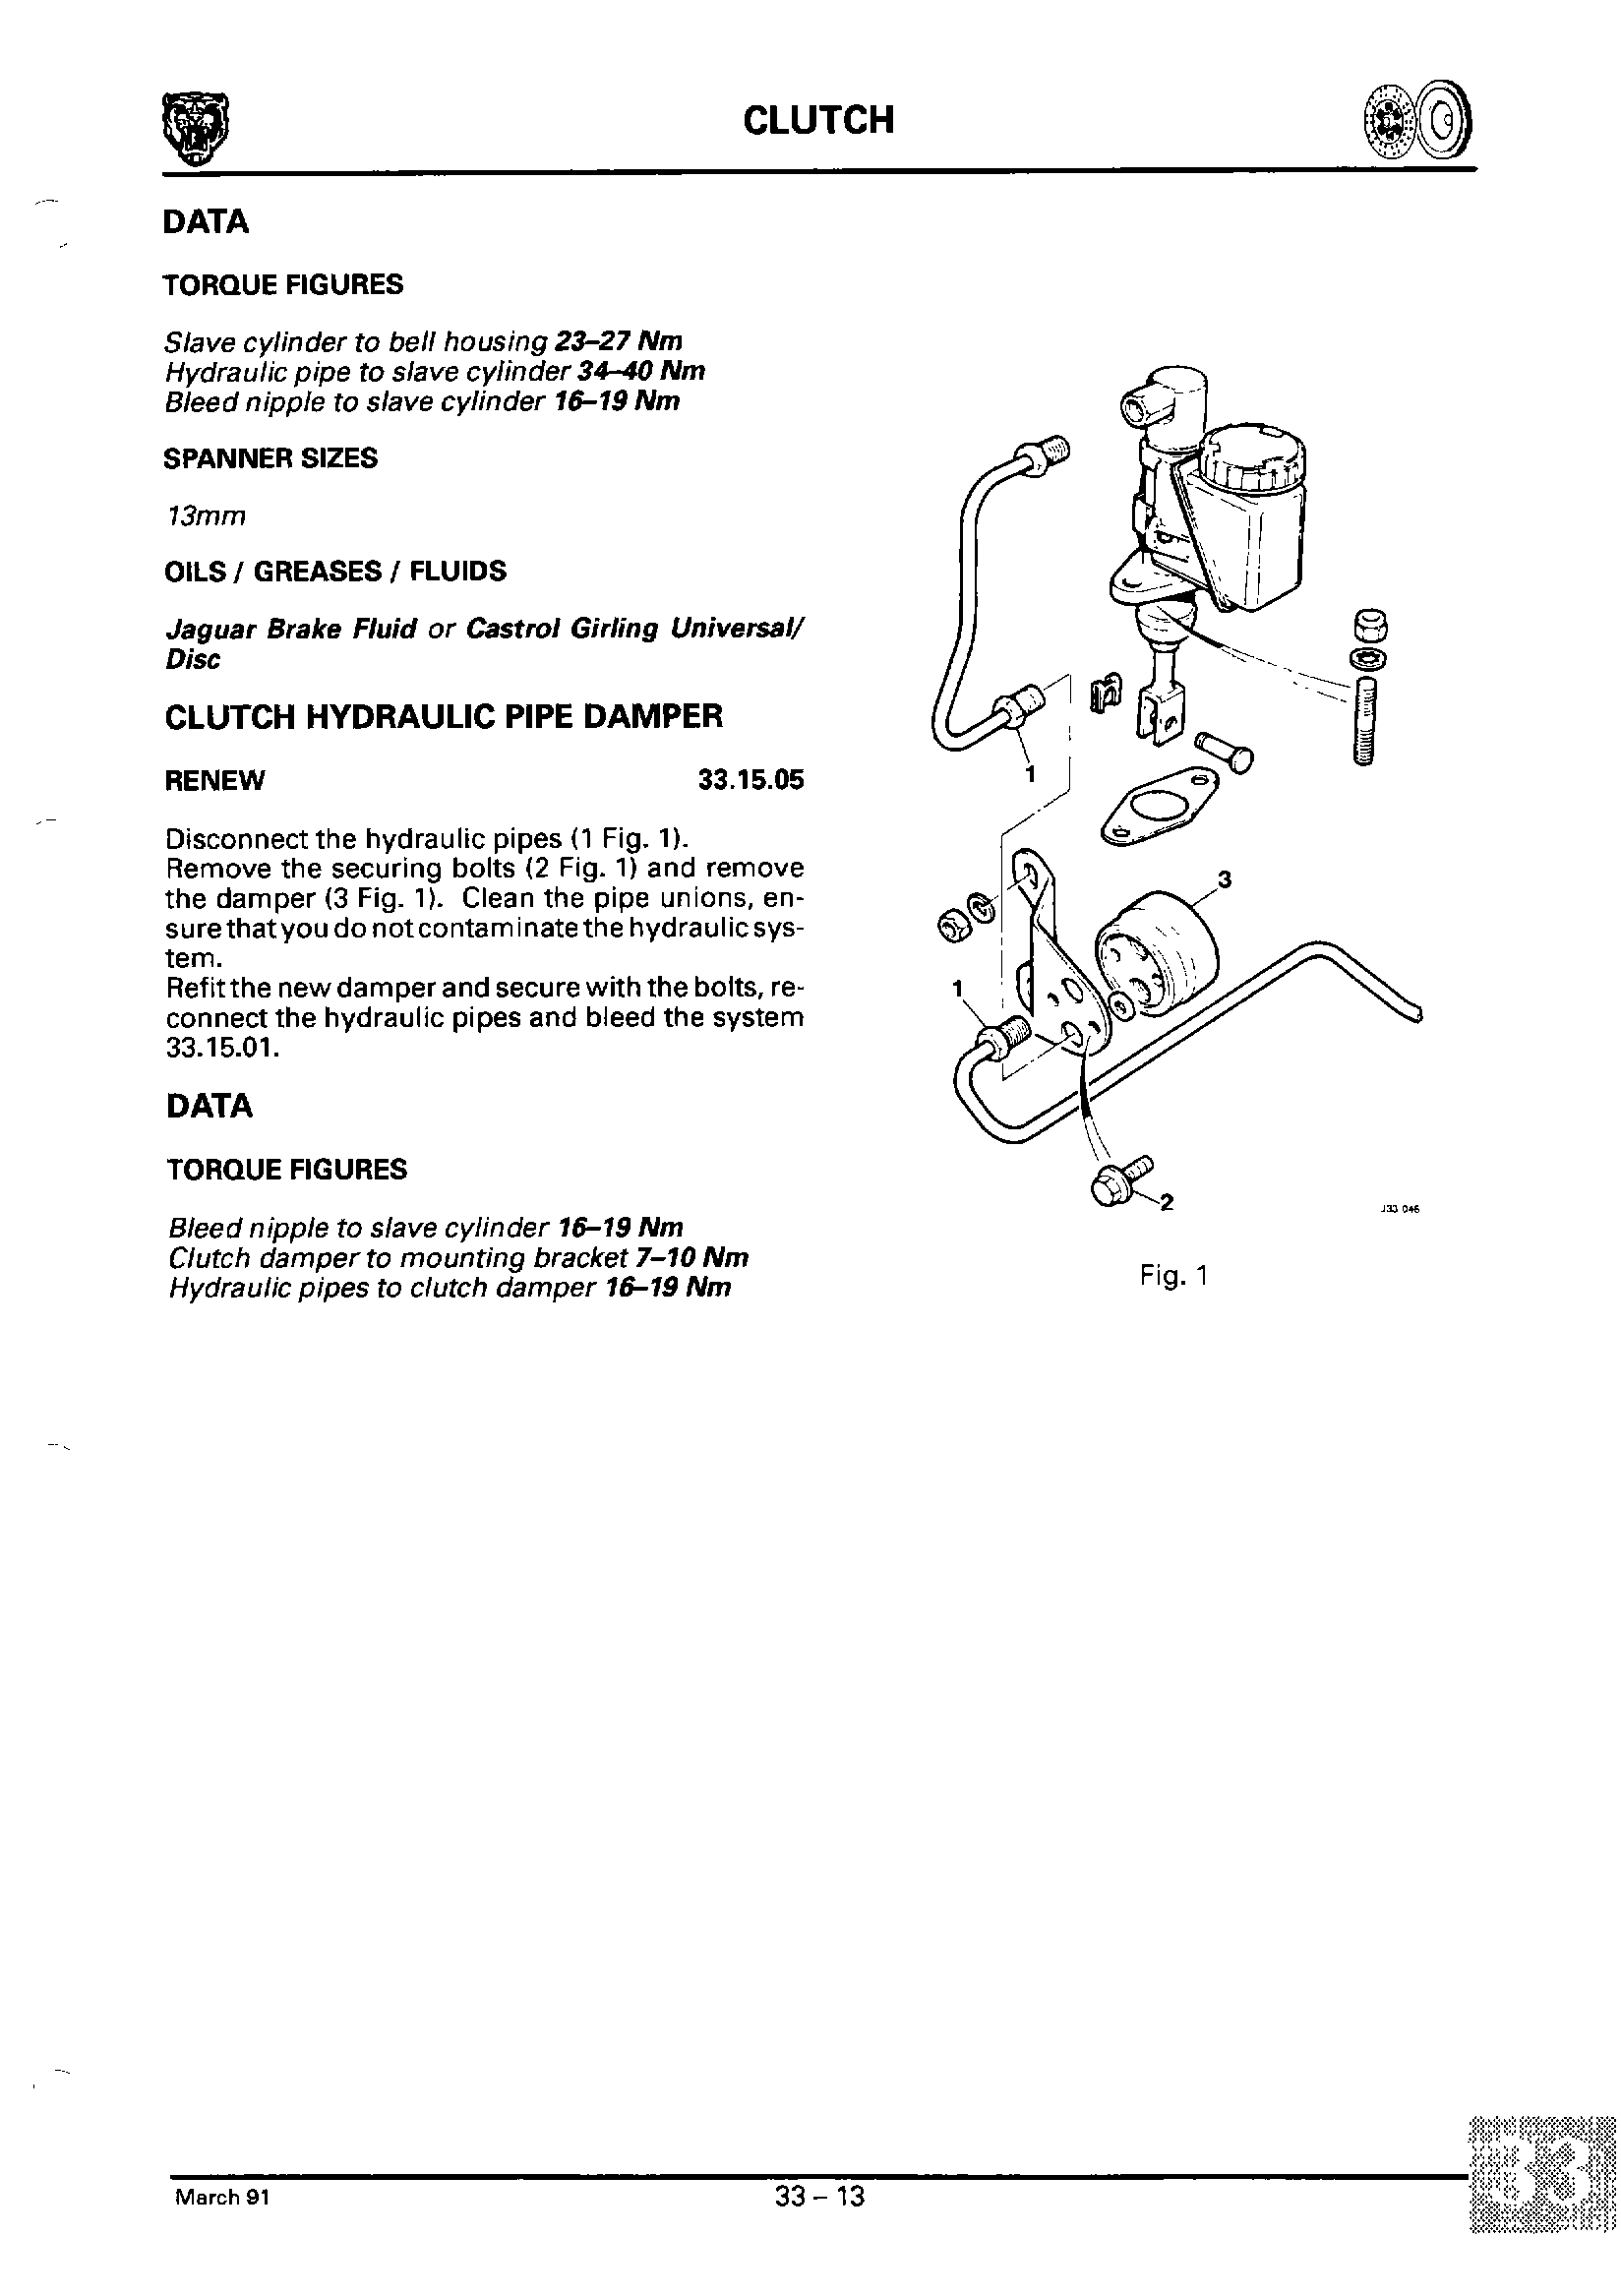 CLUTCH
DATA
TORQUE FIGURES
Slave cylinder to bell housing 23–27 Nm
Hydraulic pipe to slave cylinder 34–40 Nm
Bleed nipple to slave cylinder 16–19 Nm
SPANNER SIZES
13mm
OILS / GREASES / FLUIDS
Jaguar Brake Fluid or Castrol Girling Universal/
Disc
CLUTCH HYDRAULIC PIPE DAMPER
RENEW 33.15.05
Disconnect the hydraulic pipes (1 Fig. 1).
Remove the securing bolts (2 Fig. 1) and remove
the damper (3 Fig. 1). Clean the pipe unions, en-
sure that you do not contaminate the hydraulic sys-
tem.
Refit the new damper and secure with the bolts, re-
connect the hydraulic pipes and bleed the system
33.15.01.
DATA
TORQUE FIGURES
Bleed nipple to slave cylinder 16–19 Nm
Clutch damper to mounting bracket 7–10 Nm
Hydraulic pipes to clutch damper 16–19 Nm
1
3
1
2
J33 046
Fig. 1
March 91
33 – 13
33